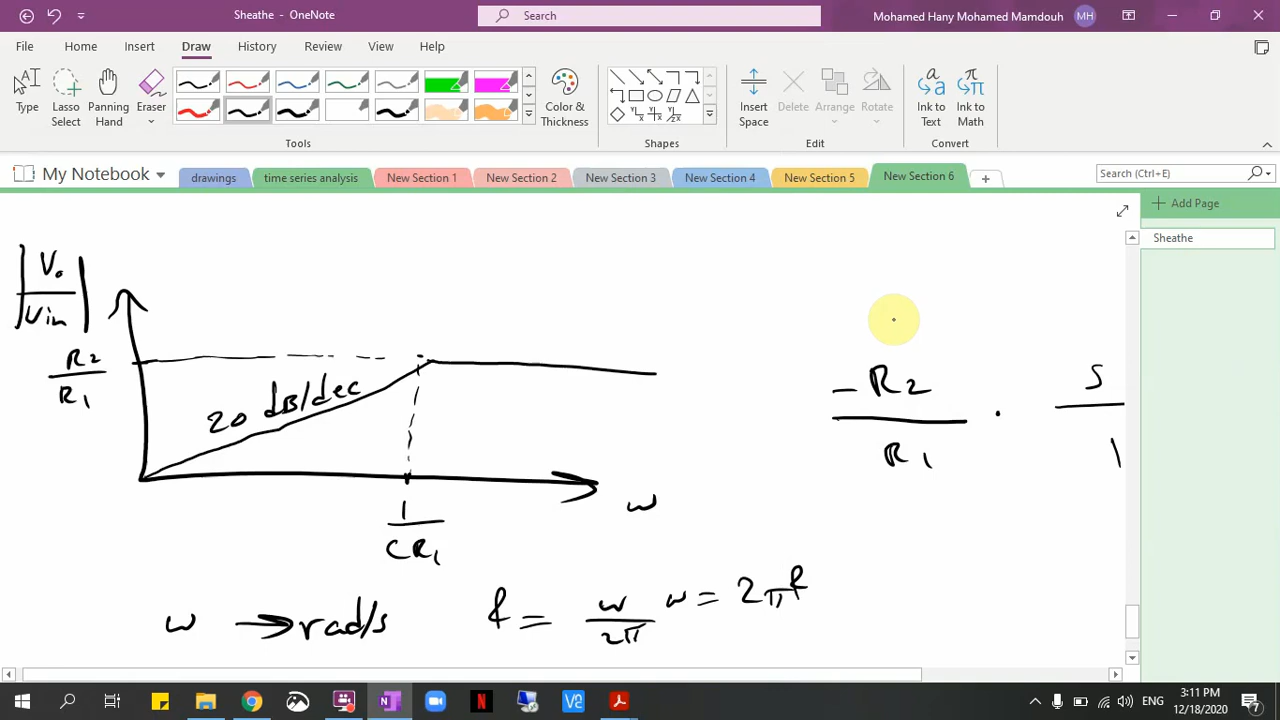 Sheathe - OneNote
Search
Mohamed Hany Mohamed Mamdouh
MH
File Home Insert Draw History Review View Help
Type
Lasso Select
Panning Hand
Eraser
Color & Thickness
Insert Space
Delete
Arrange
Rotate
Ink to Text
Ink to Math
Tools
Shapes
Edit
Convert
My Notebook
drawings
time series analysis
New Section 1
New Section 2
New Section 3
New Section 4
New Section 5
New Section 6
Search (Ctrl+E)
Add Page
Sheathe
|Vo/Vin|
R2/R1
20 dB/dec
1/CR1
w
-R2/R1 · S/1
w → rad/s
f = w/2π
w = 2πf
ENG
3:11 PM
12/18/2020
7